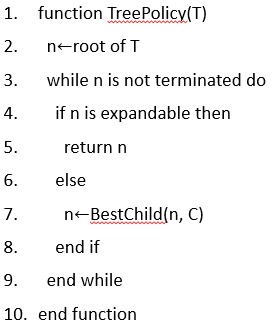 1. function TreePolicy(T)
2. n←root of T
3. while n is not terminated do
4. if n is expandable then
5. return n
6. else
7. n←BestChild(n, C)
8. end if
9. end while
10. end function